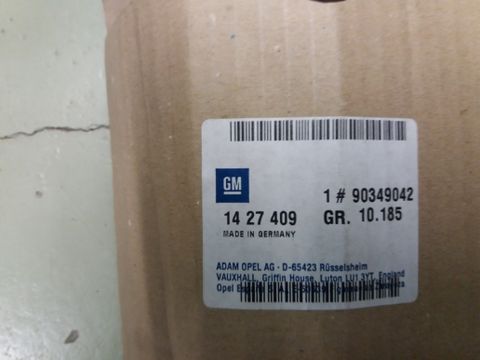 GM
1 # 90349042
14 27 409
GR. 10.185
MADE IN GERMANY
ADAM OPEL AG · D-65423 Rüsselsheim
VAUXHALL, Griffin House, Luton LU1 3YT, England
Opel